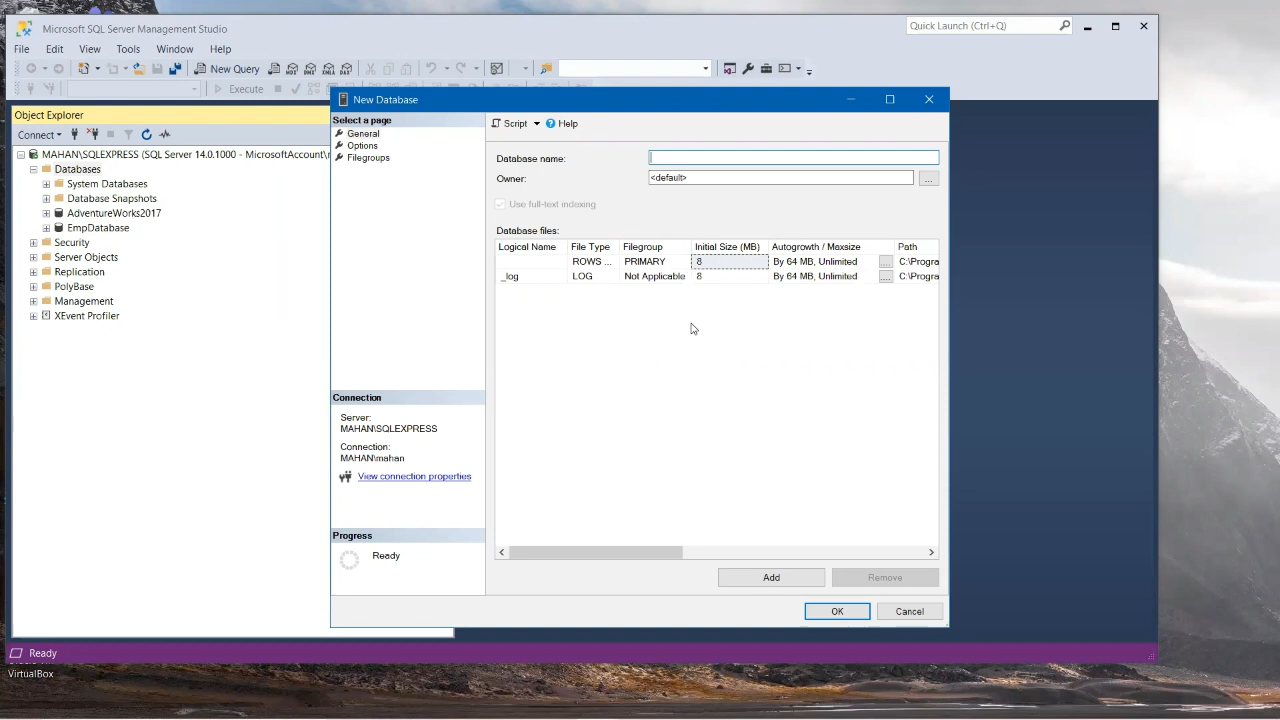 Microsoft SQL Server Management Studio
Quick Launch (Ctrl+Q)
File Edit View Tools Window Help
New Query
Execute
Object Explorer
Connect
MAHAN\SQLEXPRESS (SQL Server 14.0.1000 - MicrosoftAccount\
Databases
System Databases
Database Snapshots
AdventureWorks2017
EmpDatabase
Security
Server Objects
Replication
PolyBase
Management
XEvent Profiler
New Database
Select a page
General
Options
Filegroups
Connection
Server:
MAHAN\SQLEXPRESS
Connection:
MAHAN\mahan
View connection properties
Progress
Ready
Script Help
Database name:
Owner: <default> ...
Use full-text indexing
Database files:
Logical Name File Type Filegroup Initial Size (MB) Autogrowth / Maxsize Path
ROWS ... PRIMARY 8 By 64 MB, Unlimited ... C:\Progra
_log LOG Not Applicable 8 By 64 MB, Unlimited ... C:\Progra
Add Remove
OK Cancel
Ready
VirtualBox